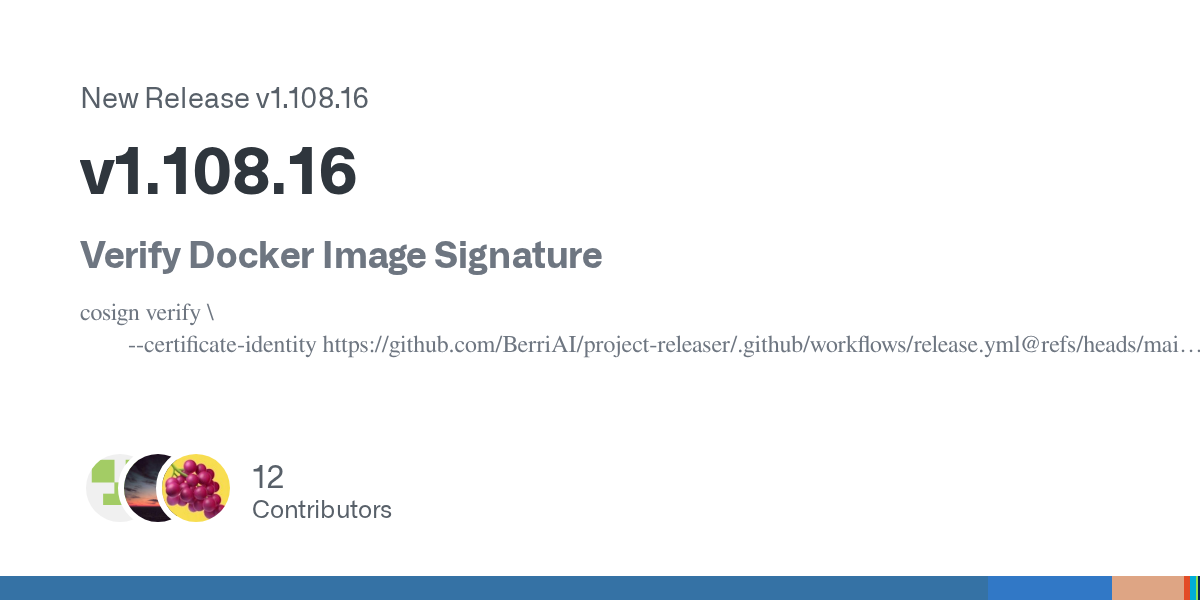 New Release v1.108.16
v1.108.16
Verify Docker Image Signature
cosign verify \
--certificate-identity https://github.com/BerriAI/project-releaser/.github/workflows/release.yml@refs/heads/mai…
12
Contributors